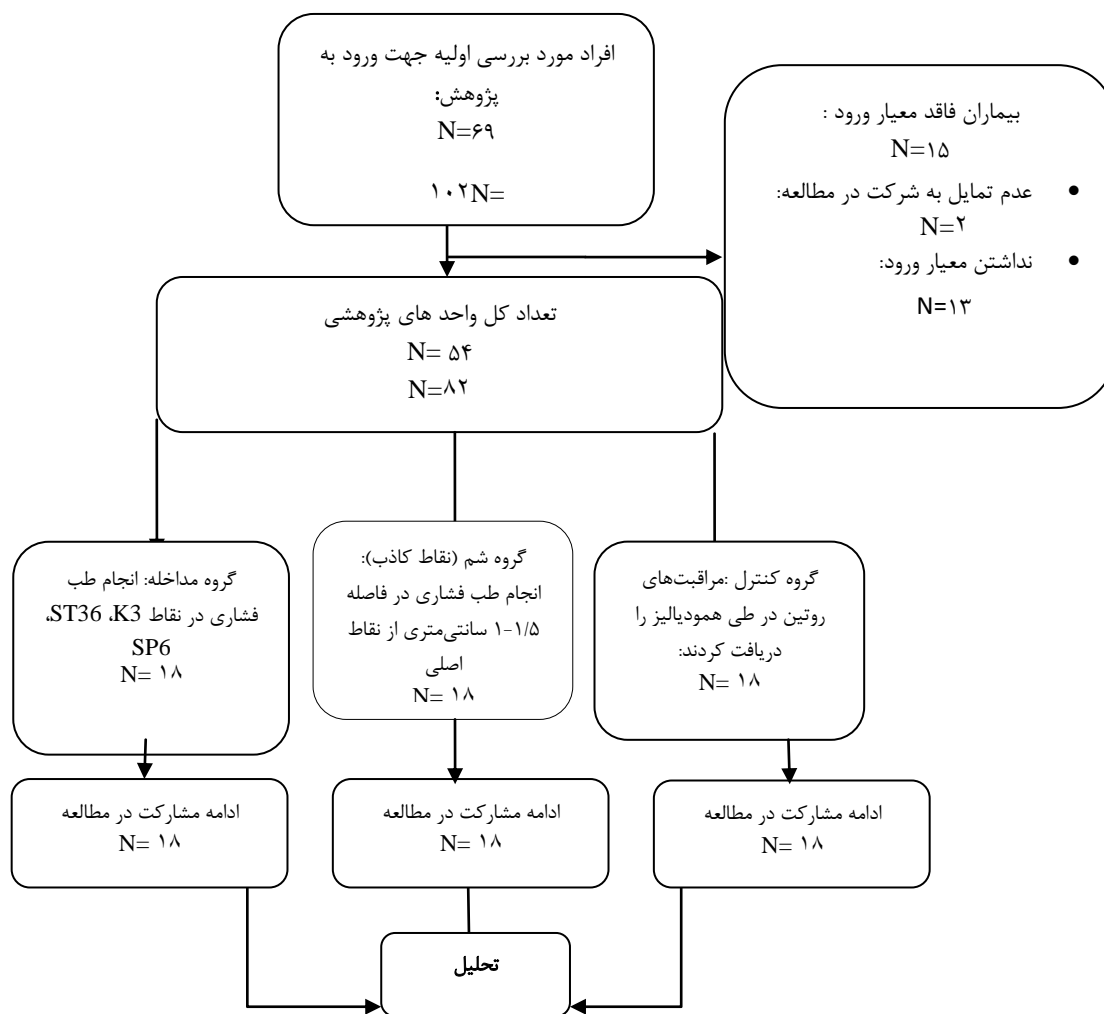 افراد مورد بررسی اولیه جهت ورود به
پژوهش:
N=۶۹
۱۰۲N=
بیماران فاقد معیار ورود :
N=۱۵
• عدم تمایل به شرکت در مطالعه:
N=۲
• نداشتن معیار ورود:
N=۱۳
تعداد کل واحد های پژوهشی
N= ۵۴
N=۸۲
گروه کنترل :مراقبت‌های
روتین در طی همودیالیز را
دریافت کردند:
N= ۱۸
گروه شم (نقاط کاذب):
انجام طب فشاری در فاصله
۱-۱/۵ سانتی‌متری از نقاط
اصلی
N= ۱۸
گروه مداخله: انجام طب
فشاری در نقاط ST36 ،K3،
SP6
N= ۱۸
ادامه مشارکت در مطالعه
N= ۱۸
ادامه مشارکت در مطالعه
N= ۱۸
ادامه مشارکت در مطالعه
N= ۱۸
تحلیل